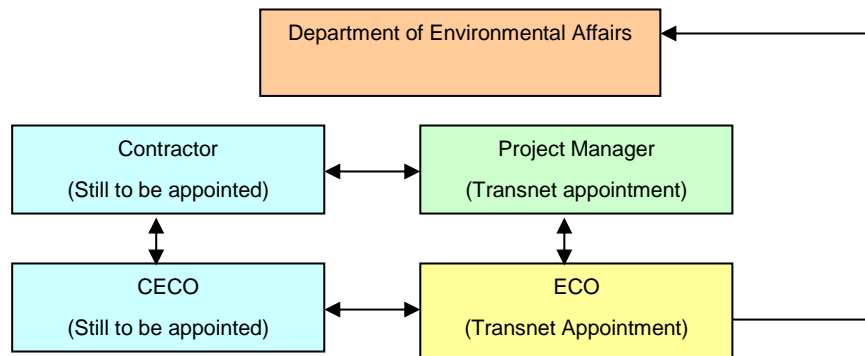 Department of Environmental Affairs
Contractor
(Still to be appointed)
Project Manager
(Transnet appointment)
CECO
(Still to be appointed)
ECO
(Transnet Appointment)